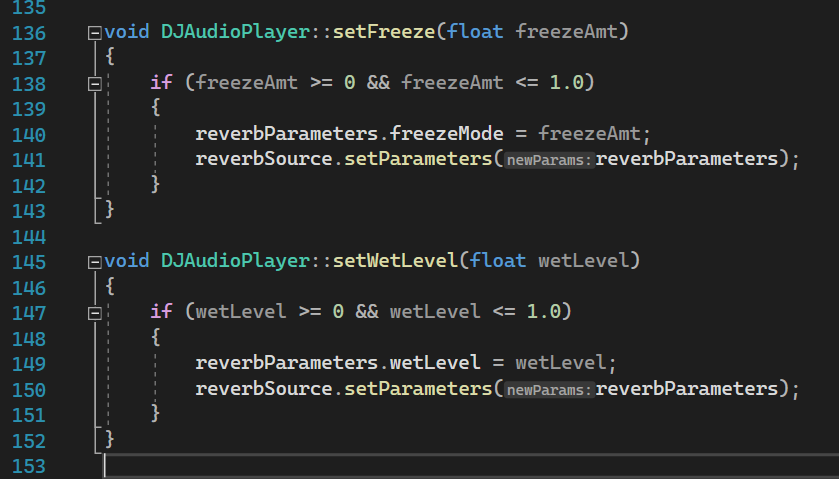 135
136 void DJAudioPlayer::setFreeze(float freezeAmt)
137 {
138 if (freezeAmt >= 0 && freezeAmt <= 1.0)
139 {
140 reverbParameters.freezeMode = freezeAmt;
141 reverbSource.setParameters(newParams:reverbParameters);
142 }
143 }
144
145 void DJAudioPlayer::setWetLevel(float wetLevel)
146 {
147 if (wetLevel >= 0 && wetLevel <= 1.0)
148 {
149 reverbParameters.wetLevel = wetLevel;
150 reverbSource.setParameters(newParams:reverbParameters);
151 }
152 }
153